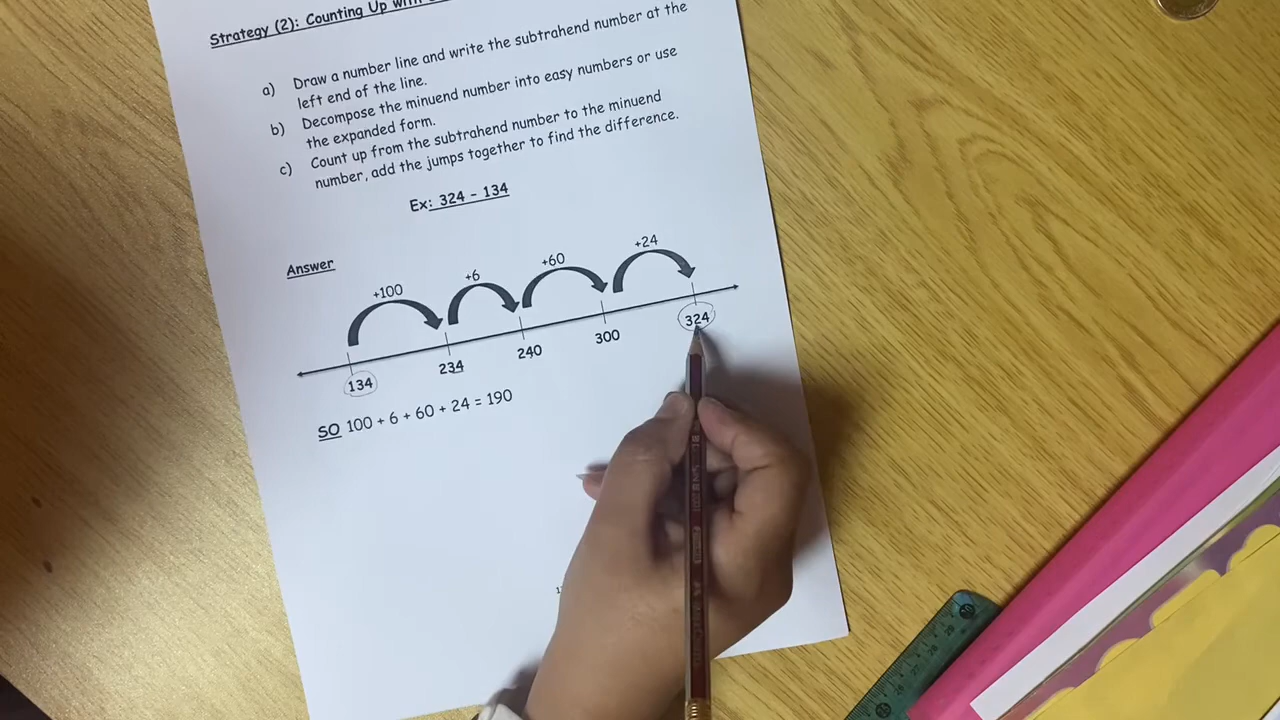 Strategy (2): Counting Up
a) Draw a number line and write the subtrahend number at the
left end of the line.
b) Decompose the minuend number into easy numbers or use
the expanded form.
c) Count up from the subtrahend number to the minuend
number, add the jumps together to find the difference.
Ex: 324 - 134
Answer
+100 +6 +60 +24
134 234 240 300 324
SO 100 + 6 + 60 + 24 = 190